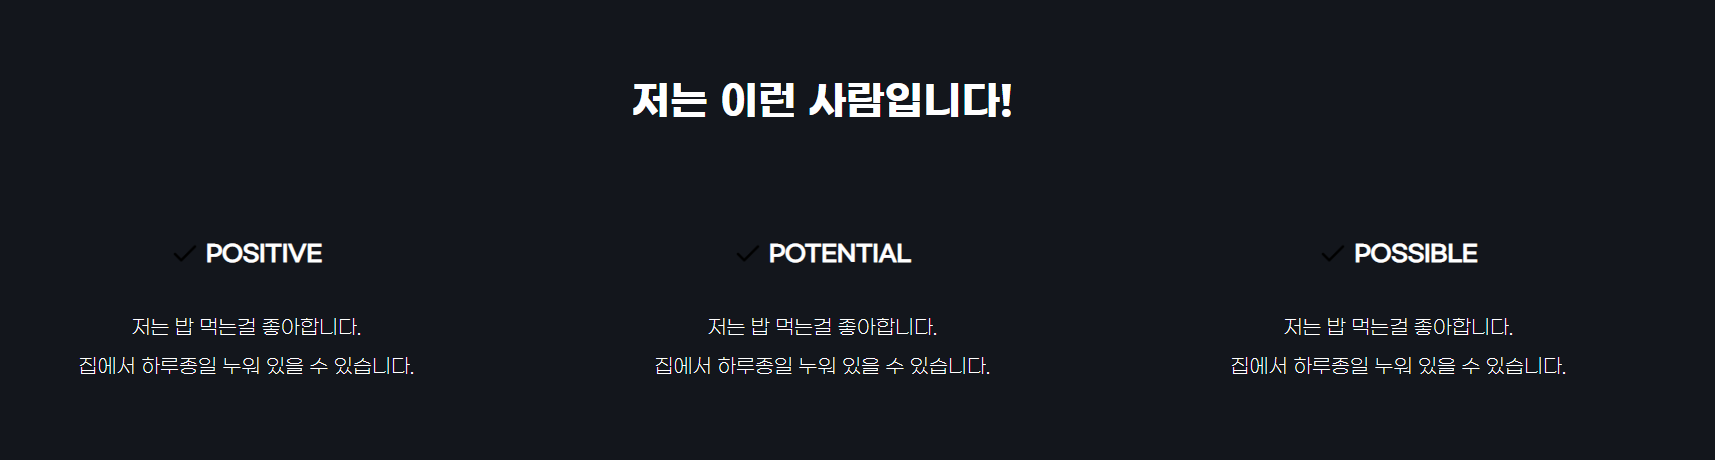 저는 이런 사람입니다!
POSITIVE
저는 밥 먹는걸 좋아합니다.
집에서 하루종일 누워 있을 수 있습니다.
POTENTIAL
저는 밥 먹는걸 좋아합니다.
집에서 하루종일 누워 있을 수 있습니다.
POSSIBLE
저는 밥 먹는걸 좋아합니다.
집에서 하루종일 누워 있을 수 있습니다.